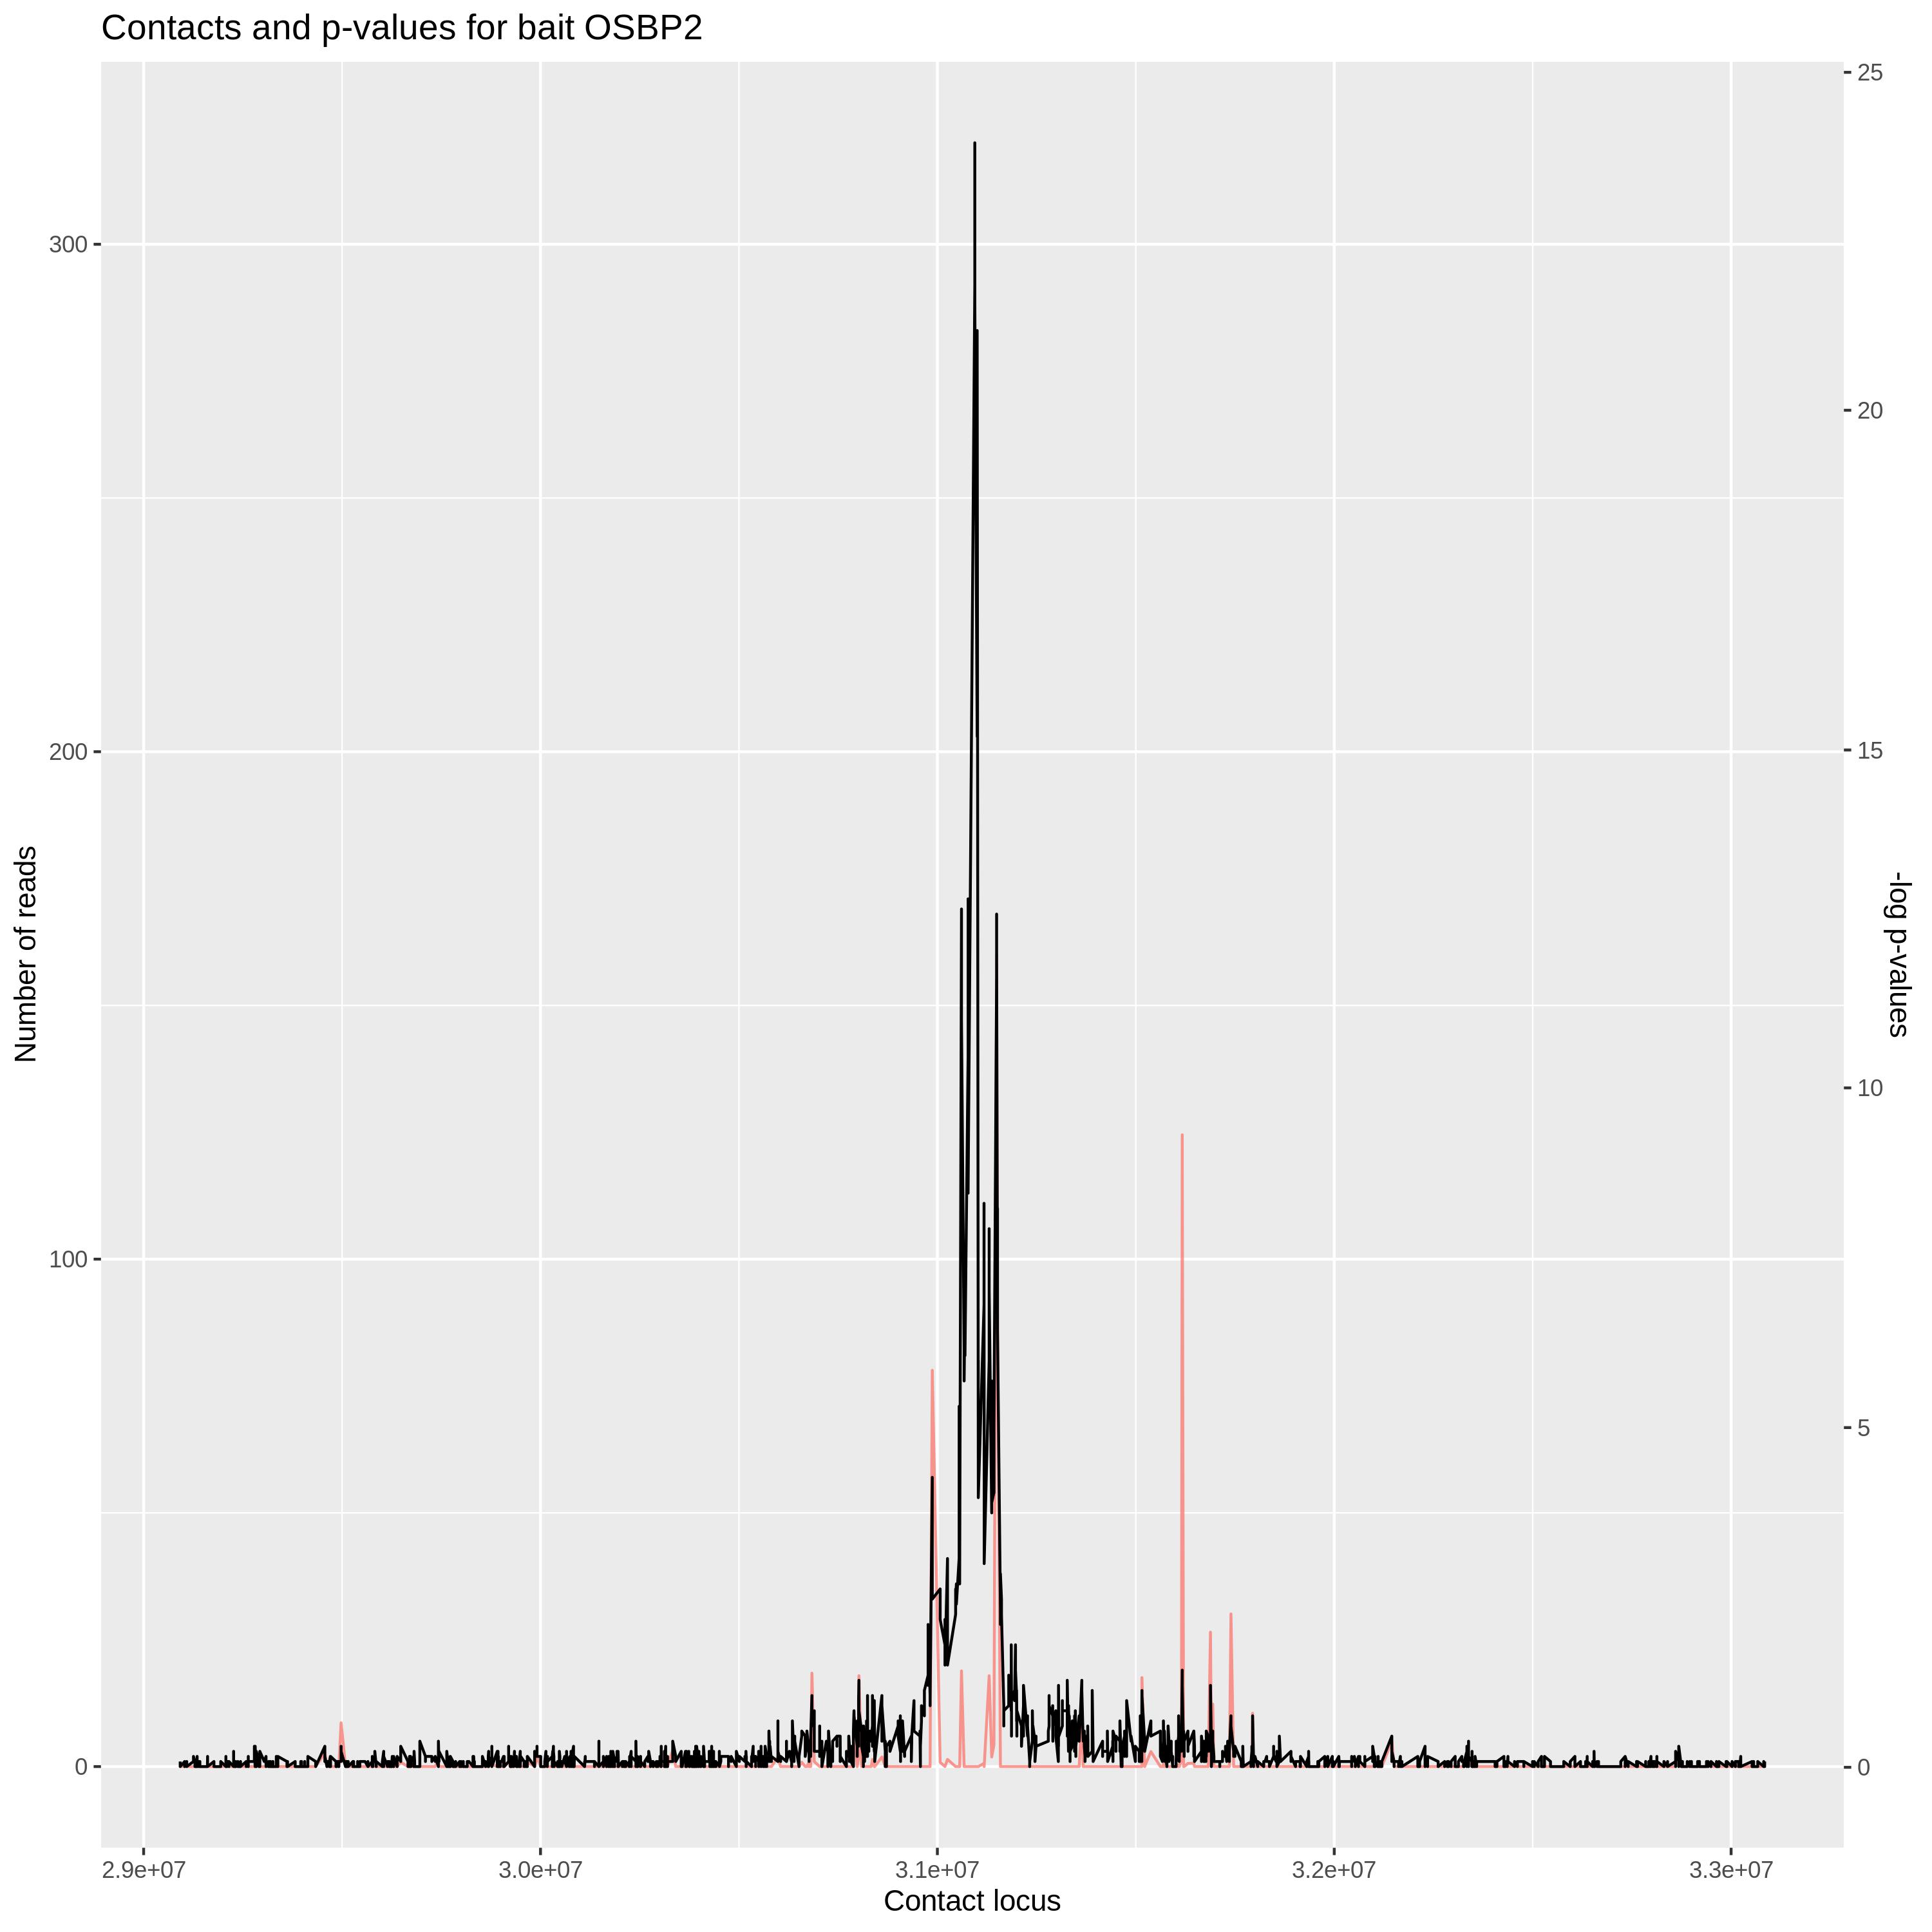 Contacts and p-values for bait OSBP2
Number of reads
300
200
100
0
25
20
15
10
5
0
-log p-values
2.9e+07
3.0e+07
3.1e+07
3.2e+07
3.3e+07
Contact locus